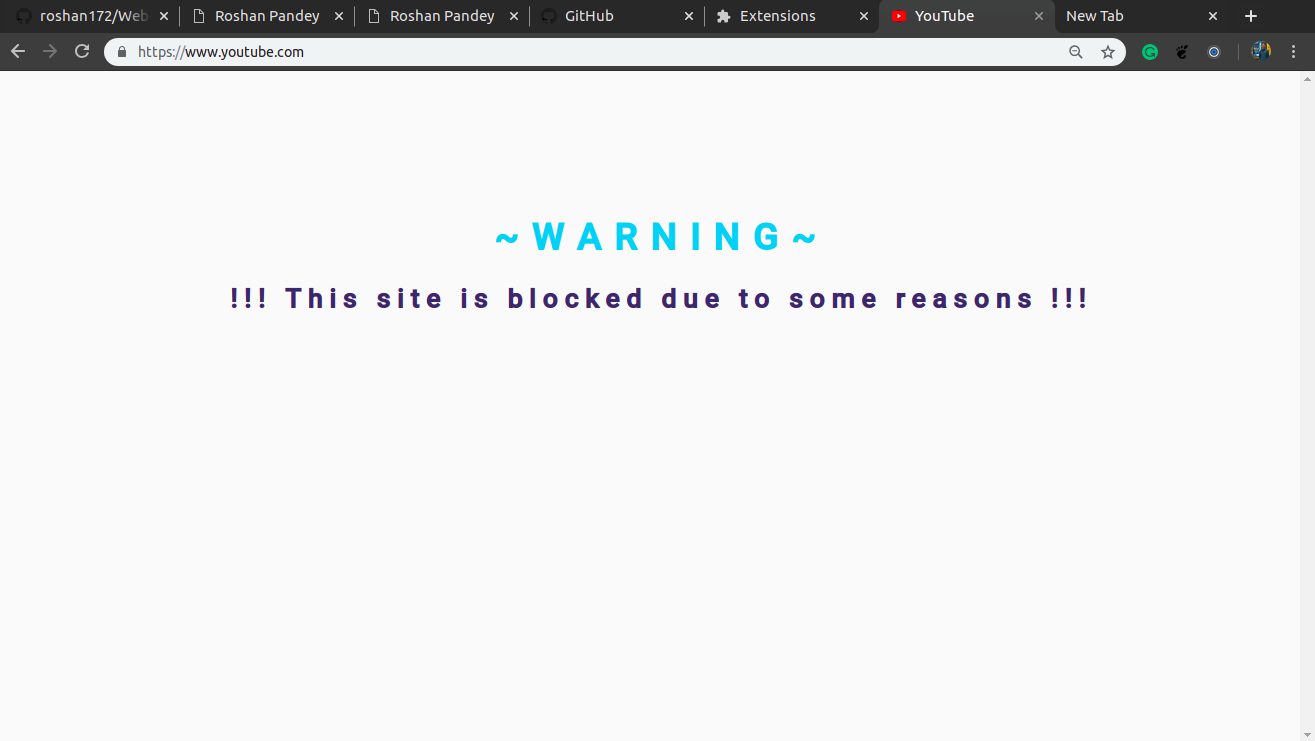 roshan172/Web
Roshan Pandey
Roshan Pandey
GitHub
Extensions
YouTube
New Tab
https://www.youtube.com
~WARNING~
!!! This site is blocked due to some reasons !!!